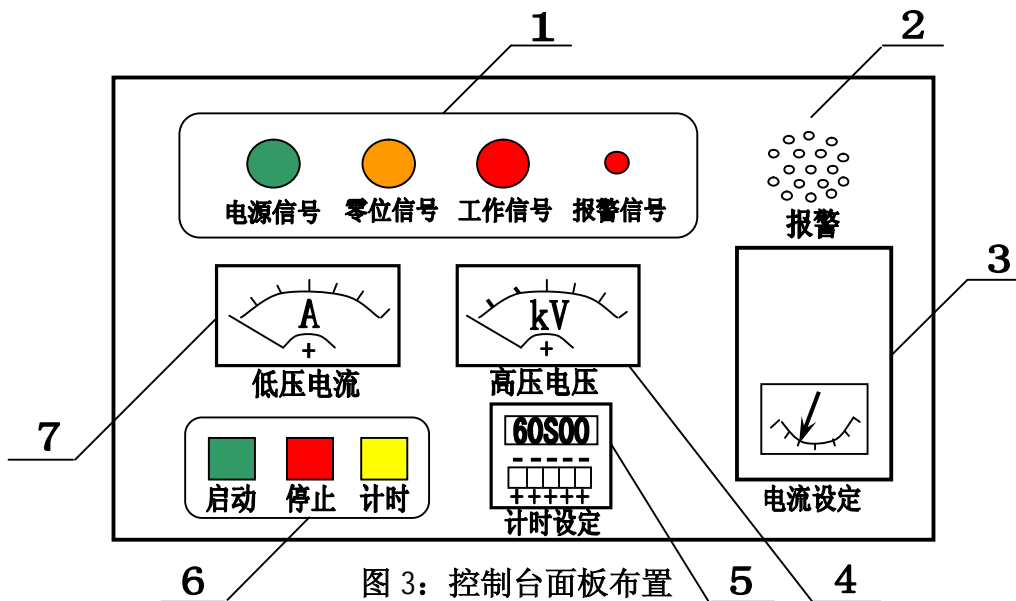 1
2
电源信号 零位信号 工作信号 报警信号
报警
3
A
+
低压电流
kV
+
高压电压
7
60S00
- - - - -
+ + + + +
计时设定
启动 停止 计时
电流设定
6
图 3：控制台面板布置
5
4